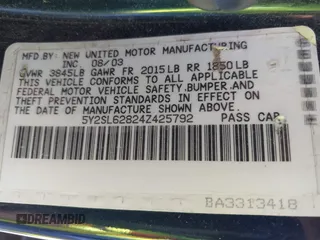 MFD BY: NEW UNITED MOTOR MANUFACTURING
INC. 08/03
GVWR 3845LB GAWR FR 2015LB RR 1850LB
THIS VEHICLE CONFORMS TO ALL APPLICABLE
FEDERAL MOTOR VEHICLE SAFETY,BUMPER,AND
THEFT PREVENTION STANDARDS IN EFFECT ON
THE DATE OF MANUFACTURE SHOWN ABOVE.
5Y2SL62824Z425792 PASS CAR
BA3313418
DREAMBID